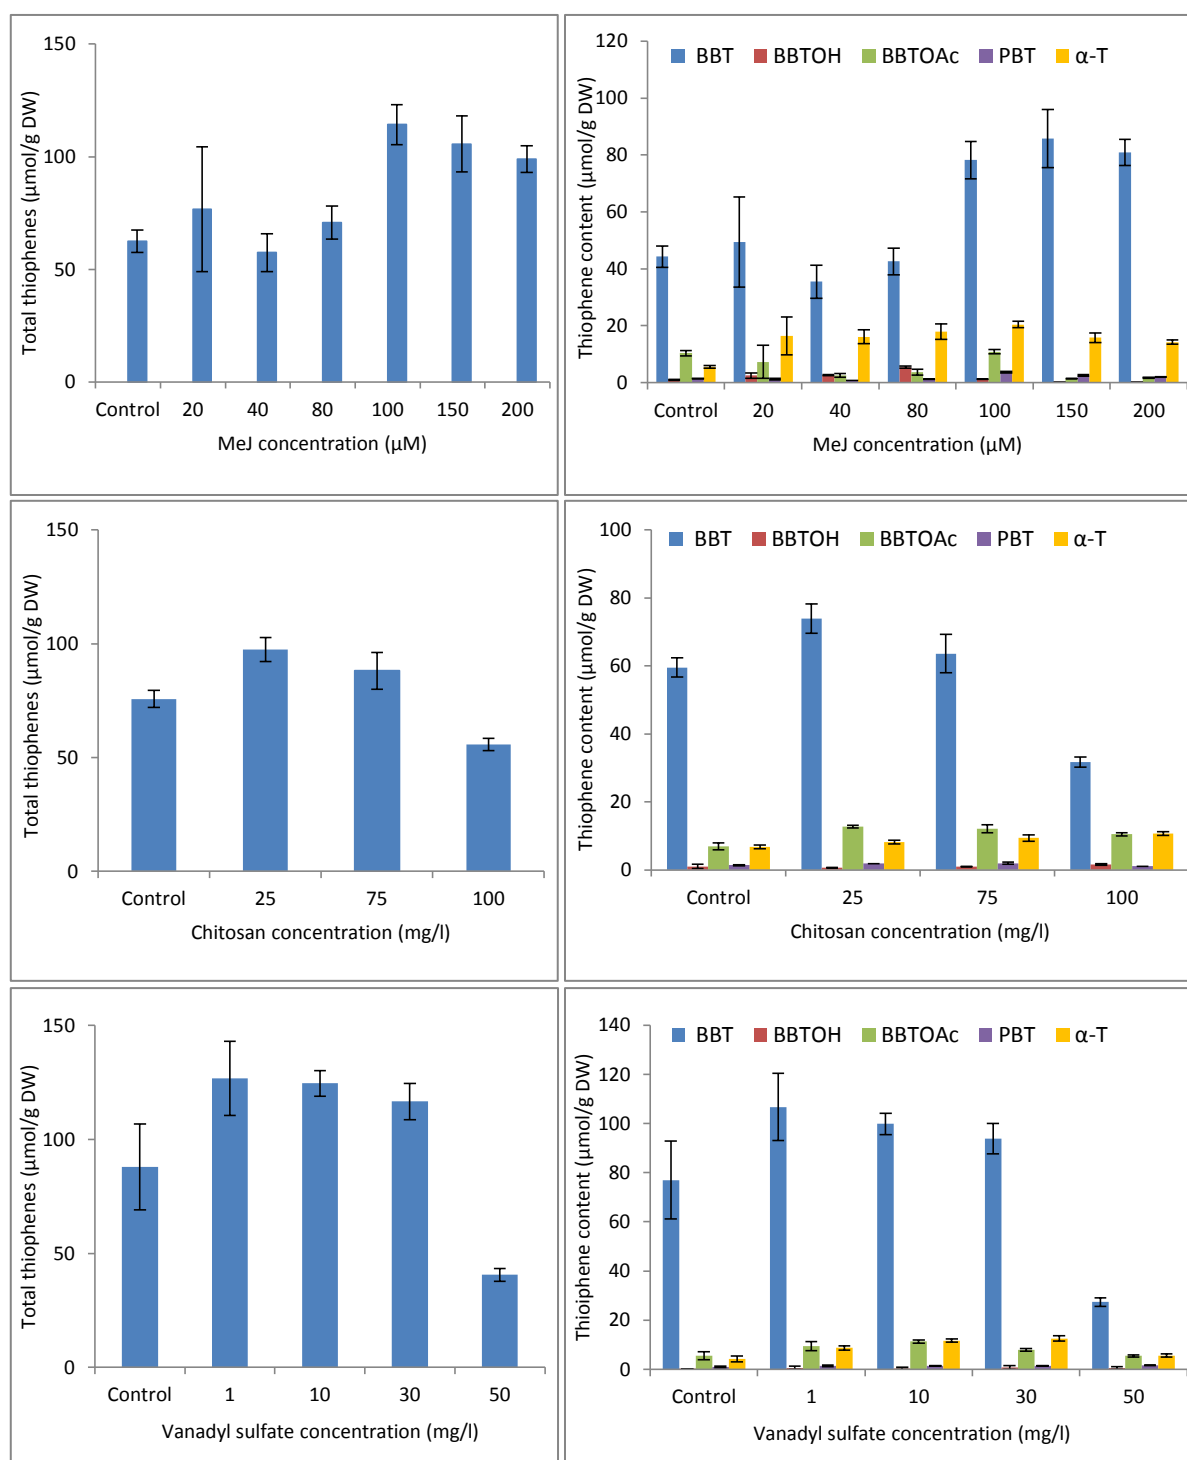 150
100
50
0
Total thiophenes (µmol/g DW)
Control 20 40 80 100 150 200
MeJ concentration (µM)
BBT BBTOH BBTOAc PBT α-T
120
100
80
60
40
20
0
Thiophene content (µmol/g DW)
Control 20 40 80 100 150 200
MeJ concentration (µM)
150
100
50
0
Total thiophenes (µmol/g DW)
Control 25 75 100
Chitosan concentration (mg/l)
BBT BBTOH BBTOAc PBT α-T
100
80
60
40
20
0
Thiophene content (µmol/g DW)
Control 25 75 100
Chitosan concentration (mg/l)
150
100
50
0
Total thiophenes (µmol/g DW)
Control 1 10 30 50
Vanadyl sulfate concentration (mg/l)
BBT BBTOH BBTOAc PBT α-T
140
120
100
80
60
40
20
0
Thioiphene content (µmol/g DW)
Control 1 10 30 50
Vanadyl sulfate concentration (mg/l)